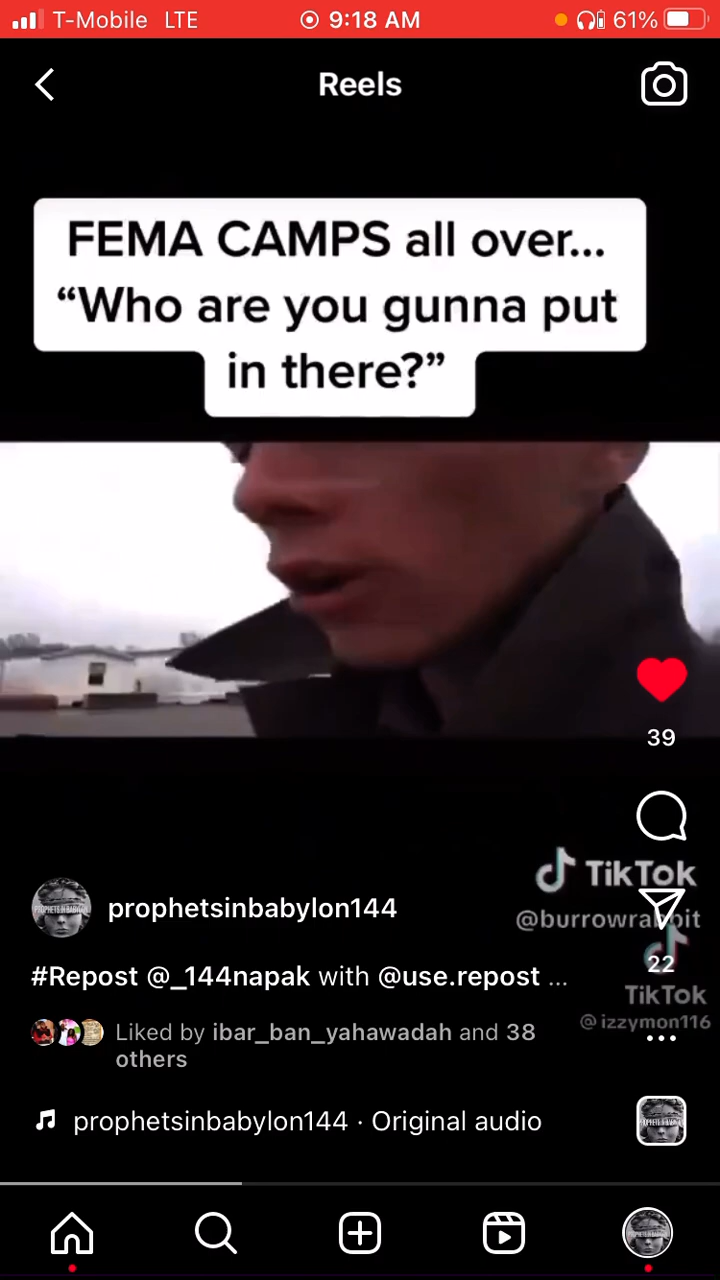 T-Mobile LTE 9:18 AM 61%
Reels
FEMA CAMPS all over...
“Who are you gunna put
in there?”
39
TikTok
prophetsinbabylon144
@burrowrabbit
22
#Repost @_144napak with @use.repost ...
TikTok
@izzymon116
Liked by ibar_ban_yahawadah and 38
others
prophetsinbabylon144 · Original audio